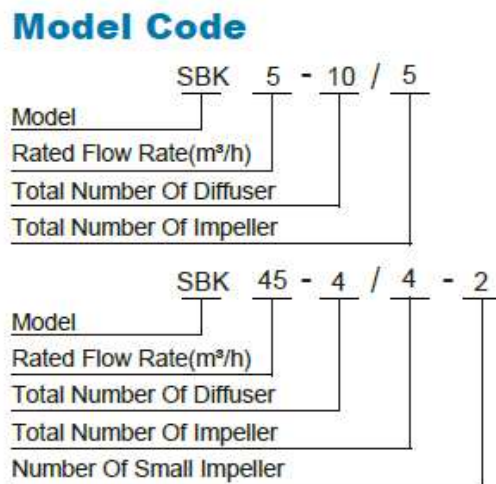 Model Code
SBK 5 - 10 / 5
Model
Rated Flow Rate(m³/h)
Total Number Of Diffuser
Total Number Of Impeller
SBK 45 - 4 / 4 - 2
Model
Rated Flow Rate(m³/h)
Total Number Of Diffuser
Total Number Of Impeller
Number Of Small Impeller